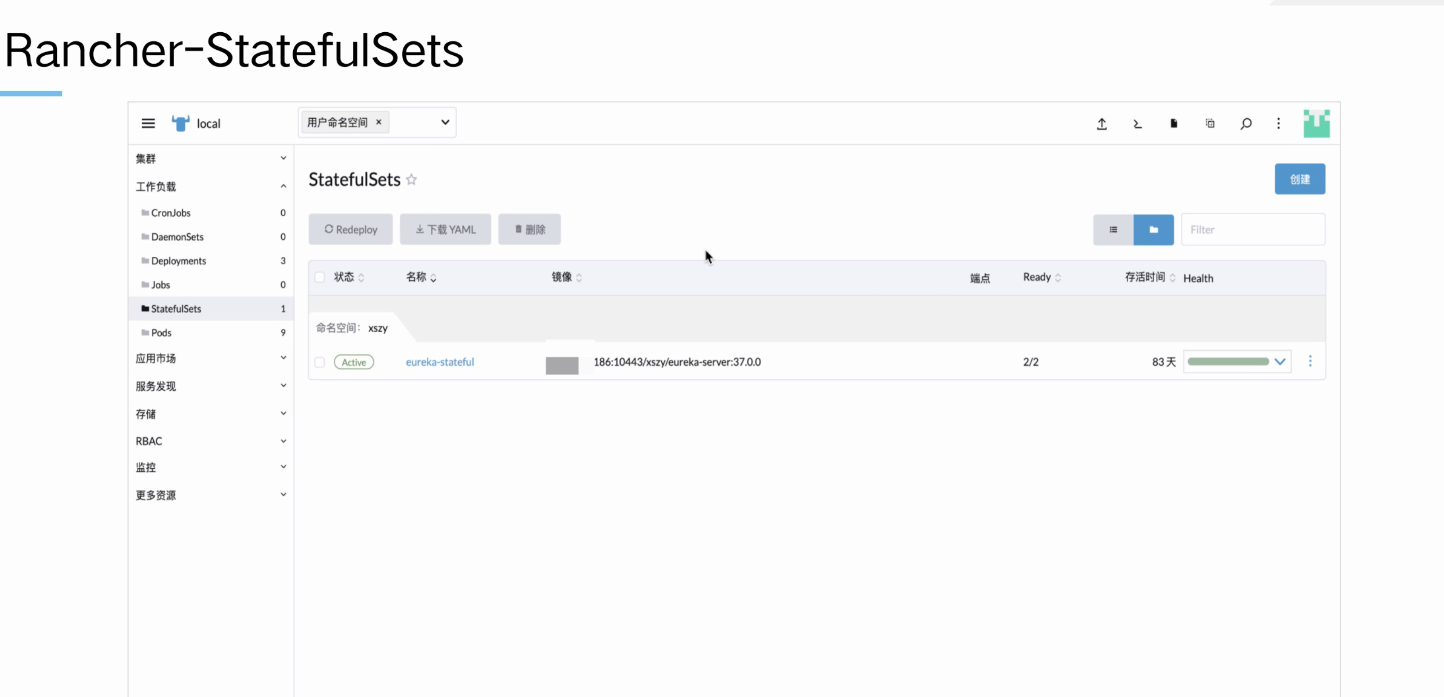 Rancher-StatefulSets
local
用户命名空间 ×
集群
工作负载
CronJobs 0
DaemonSets 0
Deployments 3
Jobs 0
StatefulSets 1
Pods 9
应用市场
服务发现
存储
RBAC
监控
更多资源
StatefulSets
创建
Redeploy 下载 YAML 删除
Filter
状态 名称 镜像 端点 Ready 存活时间 Health
命名空间: xszy
Active eureka-stateful 186:10443/xszy/eureka-server:37.0.0 2/2 83 天